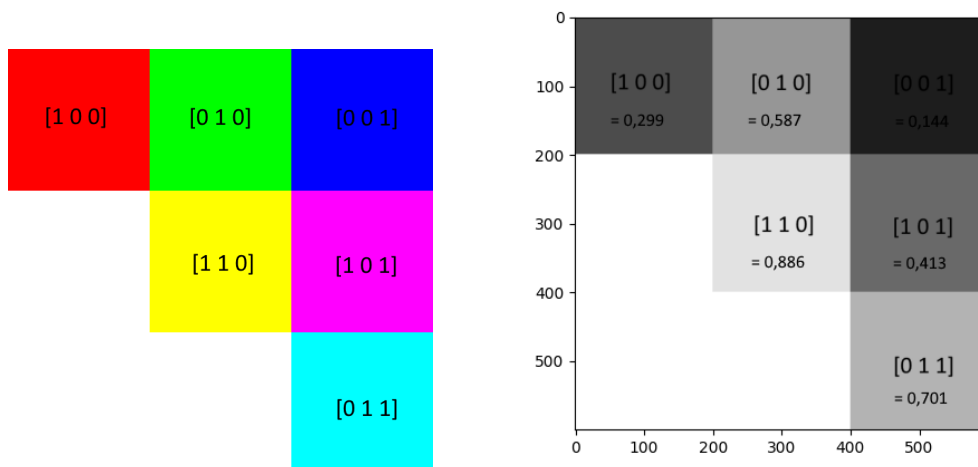 [1 0 0] [0 1 0] [0 0 1]
[1 1 0] [1 0 1]
[0 1 1]
0
100
200
300
400
500
[1 0 0] [0 1 0] [0 0 1]
= 0,299 = 0,587 = 0,144
[1 1 0] [1 0 1]
= 0,886 = 0,413
[0 1 1]
= 0,701
0 100 200 300 400 500